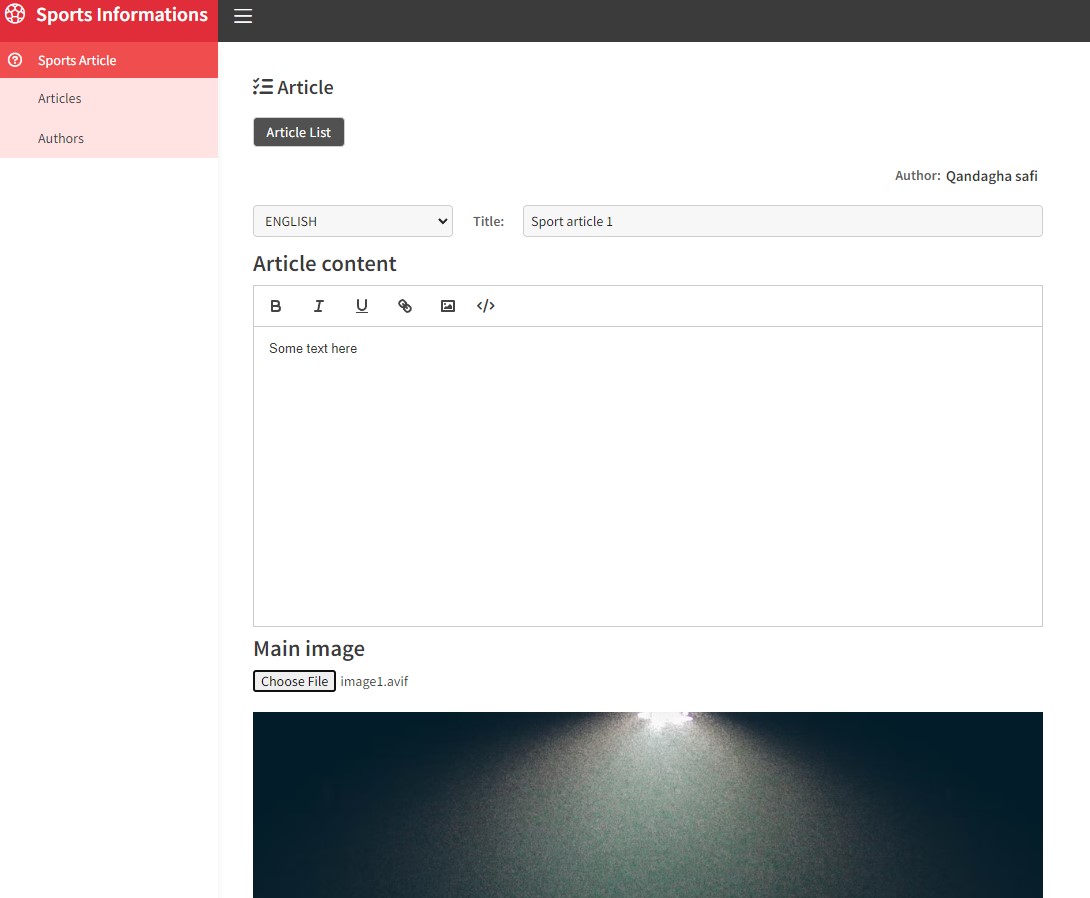 Sports Informations
Sports Article
Articles
Authors
Article
Article List
Author: Qandagha safi
ENGLISH Title: Sport article 1
Article content
B I U </>
Some text here
Main image
Choose File image1.avif